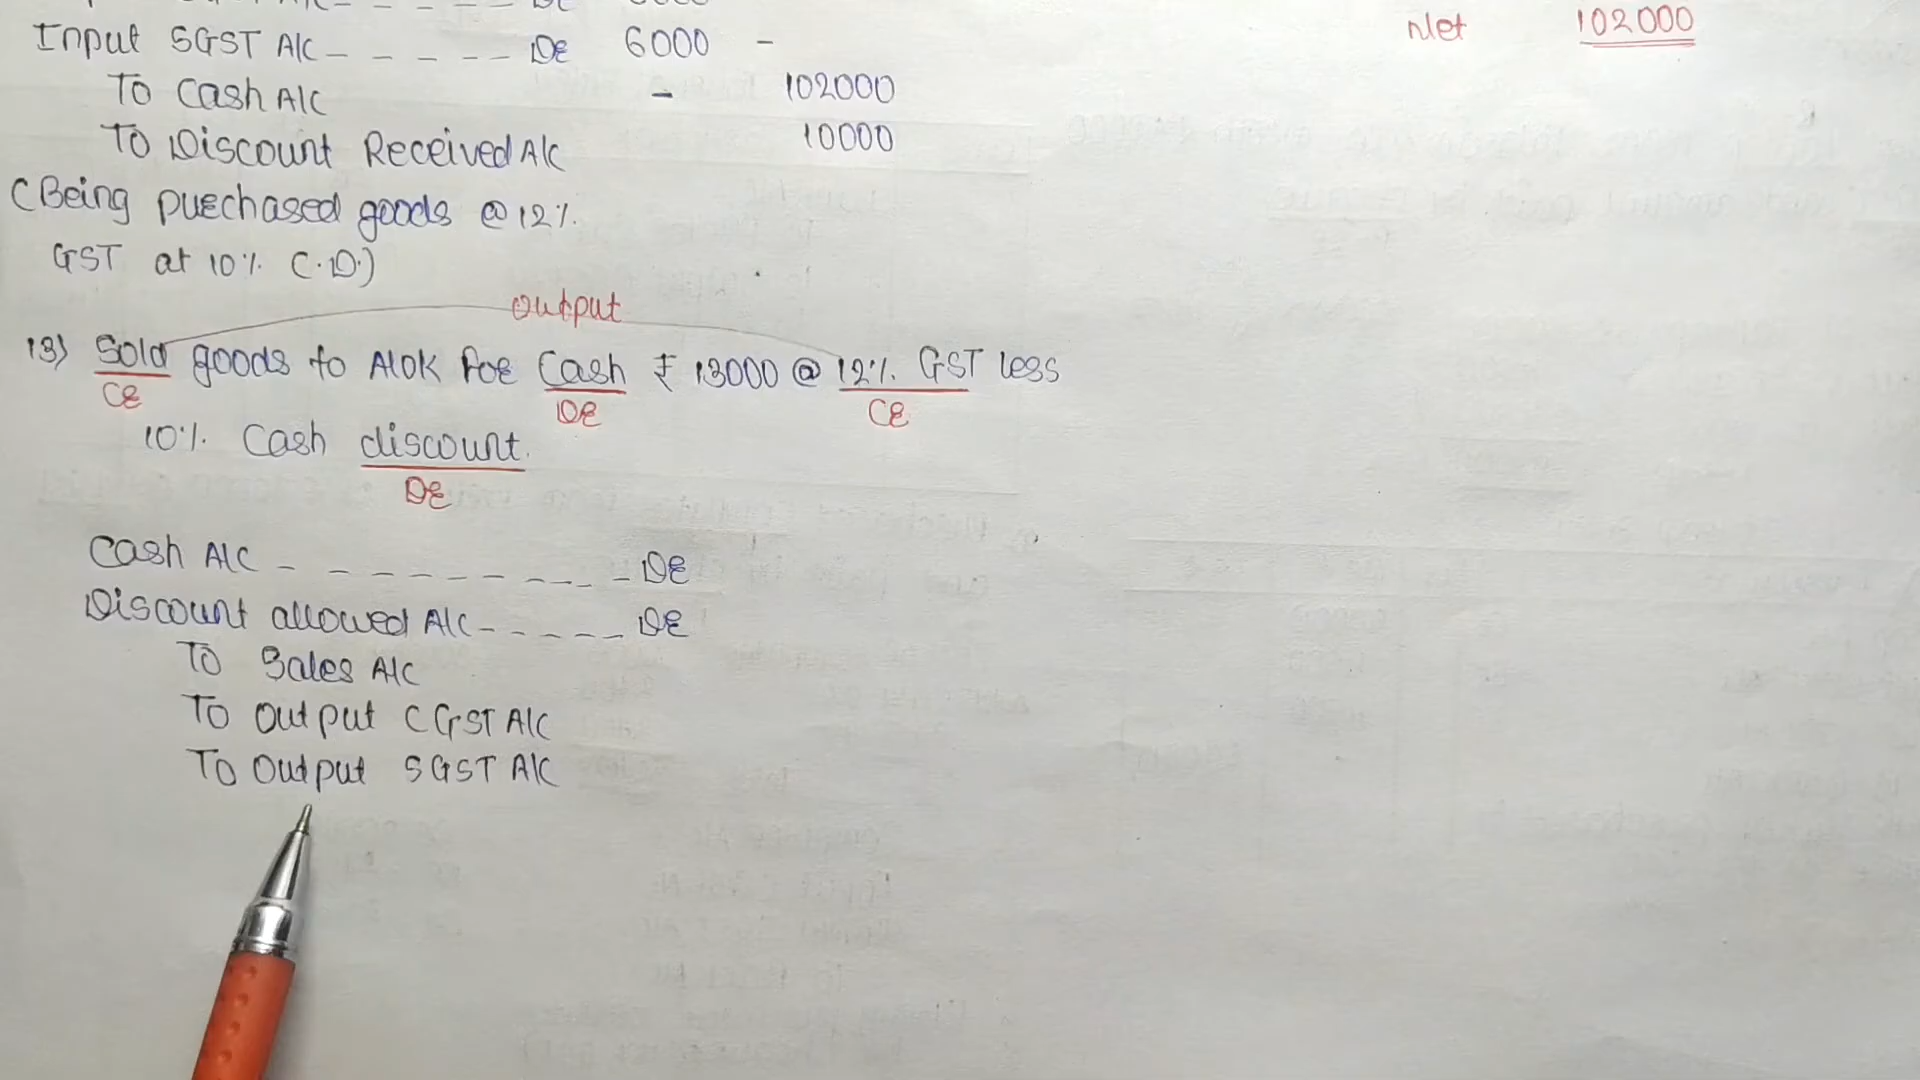 Input SGST A/C - - - - - Dr 6000 -
Net 102000
To Cash A/C - 102000
To Discount Received A/C 10000
(Being purchased goods @ 12%.
GST at 10% C.D.)
Output
13) Sold goods to Alok for Cash ₹ 13000 @ 12% GST less
Cr Dr Cr
10% Cash discount.
Dr
Cash A/C - - - - - - - - - - Dr
Discount allowed A/C - - - - - Dr
To Sales A/C
To Output CGST A/C
To Output SGST A/C